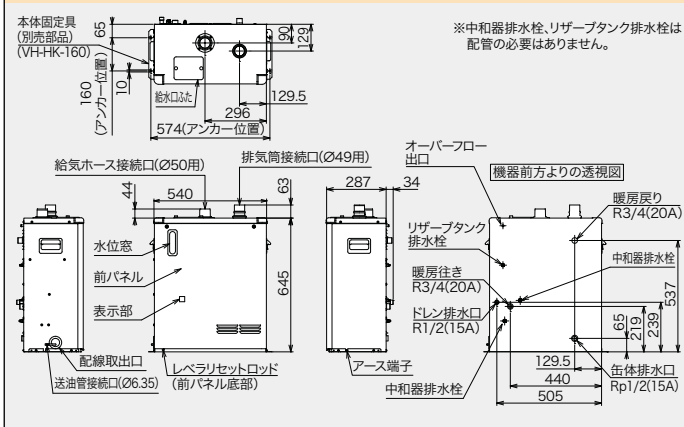 本体固定具
(別売部品)
(VH-HK-160)
65
160
(アンカー位置)
10
給水口ふた
90
129
129.5
296
574(アンカー位置)
※中和器排水栓、リザーブタンク排水栓は
配管の必要はありません。
給気ホース接続口(Ø50用)
排気筒接続口(Ø49用)
44
540
63
水位窓
前パネル
表示部
645
配線取出口
送油管接続口(Ø6.35)
レベラリセットロッド
(前パネル底部)
287
34
アース端子
オーバーフロー
出口
機器前方よりの透視図
暖房戻り
R3/4(20A)
リザーブタンク
排水栓
中和器排水栓
暖房往き
R3/4(20A)
ドレン排水口
R1/2(15A)
中和器排水栓
537
65
219
239
129.5
440
505
缶体排水口
Rp1/2(15A)